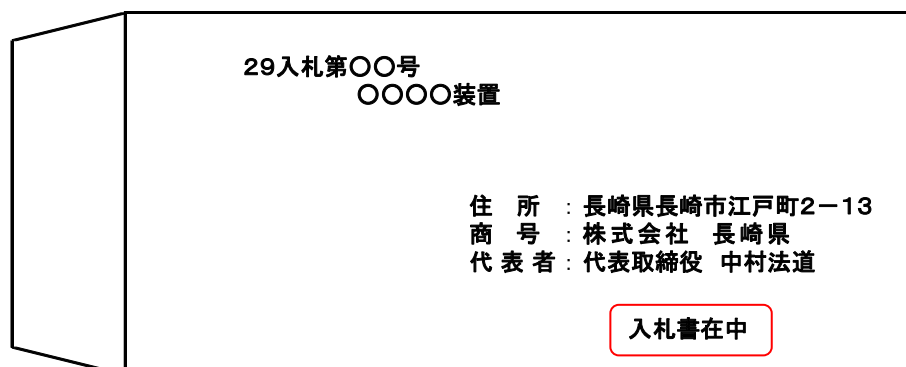 29入札第〇〇号
〇〇〇〇装置
住　所　：長崎県長崎市江戸町2－13
商　号　：株式会社　長崎県
代表者：代表取締役　中村法道
入札書在中